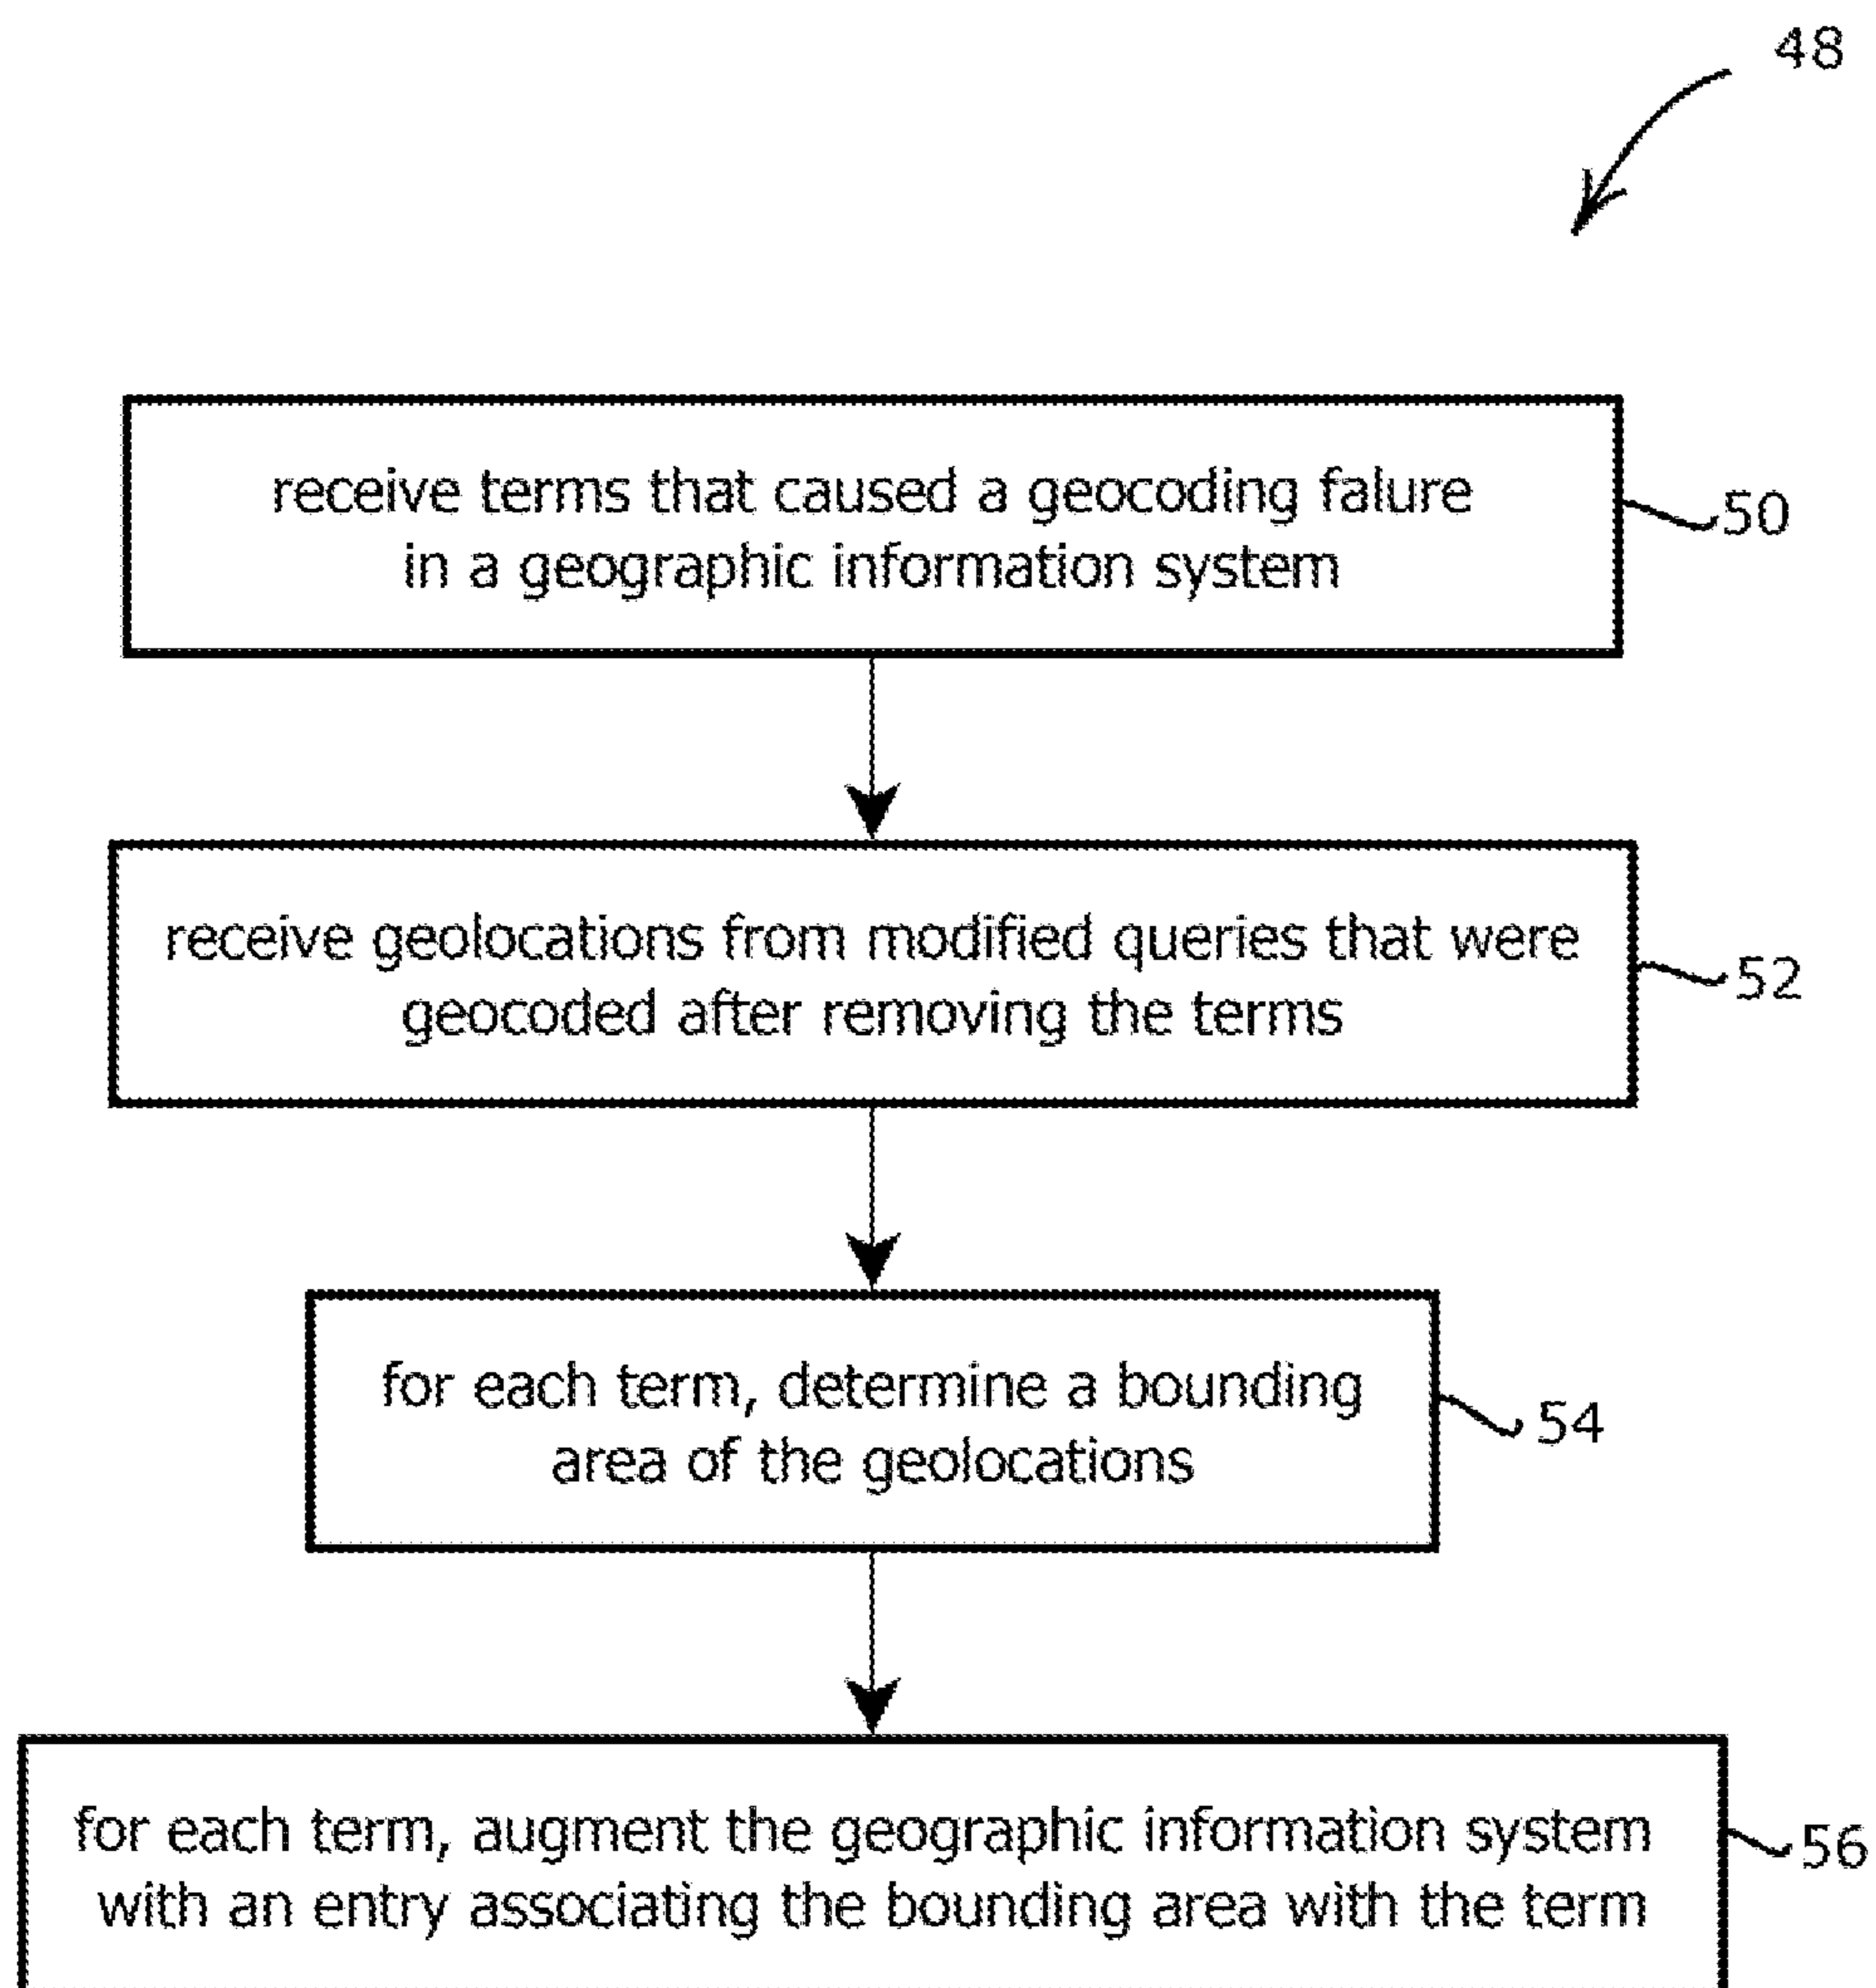 48
receive terms that caused a geocoding falure
in a geographic information system
50
receive geolocations from modified queries that were
geocoded after removing the terms
52
for each term, determine a bounding
area of the geolocations
54
for each term, augment the geographic information system
with an entry associating the bounding area with the term
56